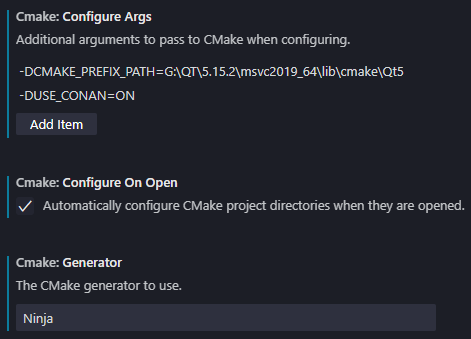 Cmake: Configure Args
Additional arguments to pass to CMake when configuring.
-DCMAKE_PREFIX_PATH=G:\QT\5.15.2\msvc2019_64\lib\cmake\Qt5
-DUSE_CONAN=ON
Add Item
Cmake: Configure On Open
Automatically configure CMake project directories when they are opened.
Cmake: Generator
The CMake generator to use.
Ninja